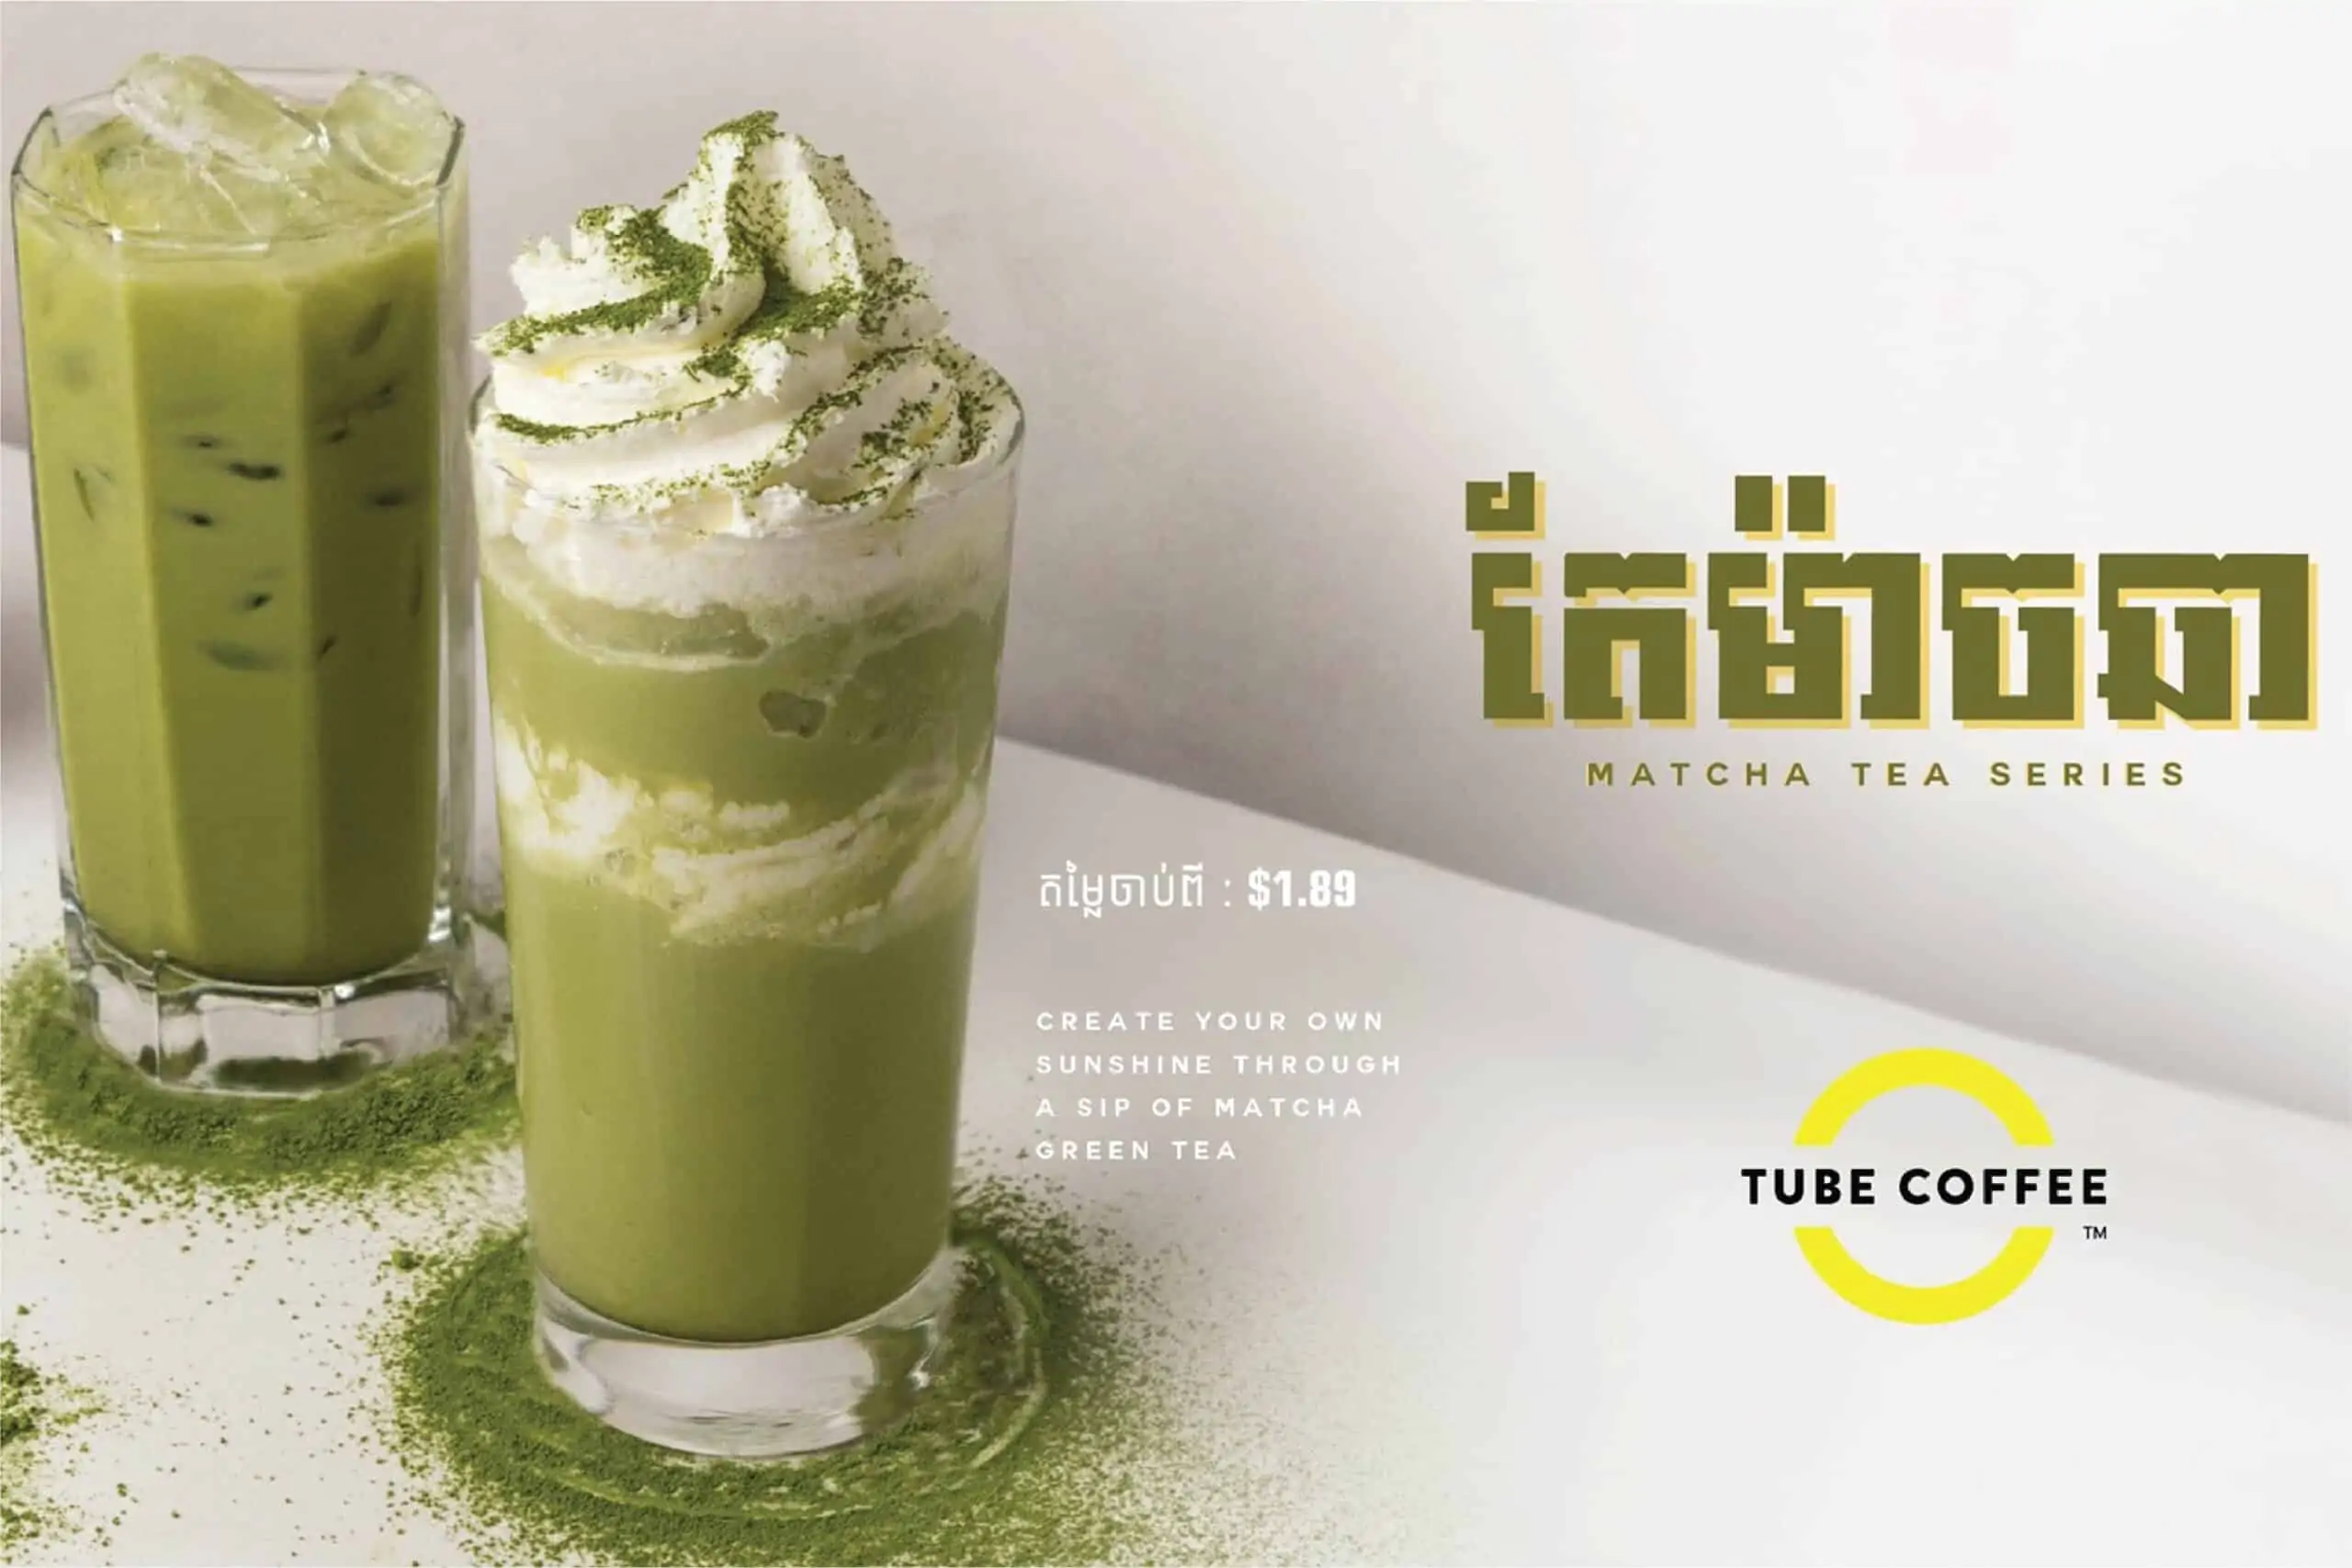 តែម៉ាចឆា
MATCHA TEA SERIES
តម្លៃចាប់ពី : $1.89
CREATE YOUR OWN
SUNSHINE THROUGH
A SIP OF MATCHA
GREEN TEA
TUBE COFFEE
TM